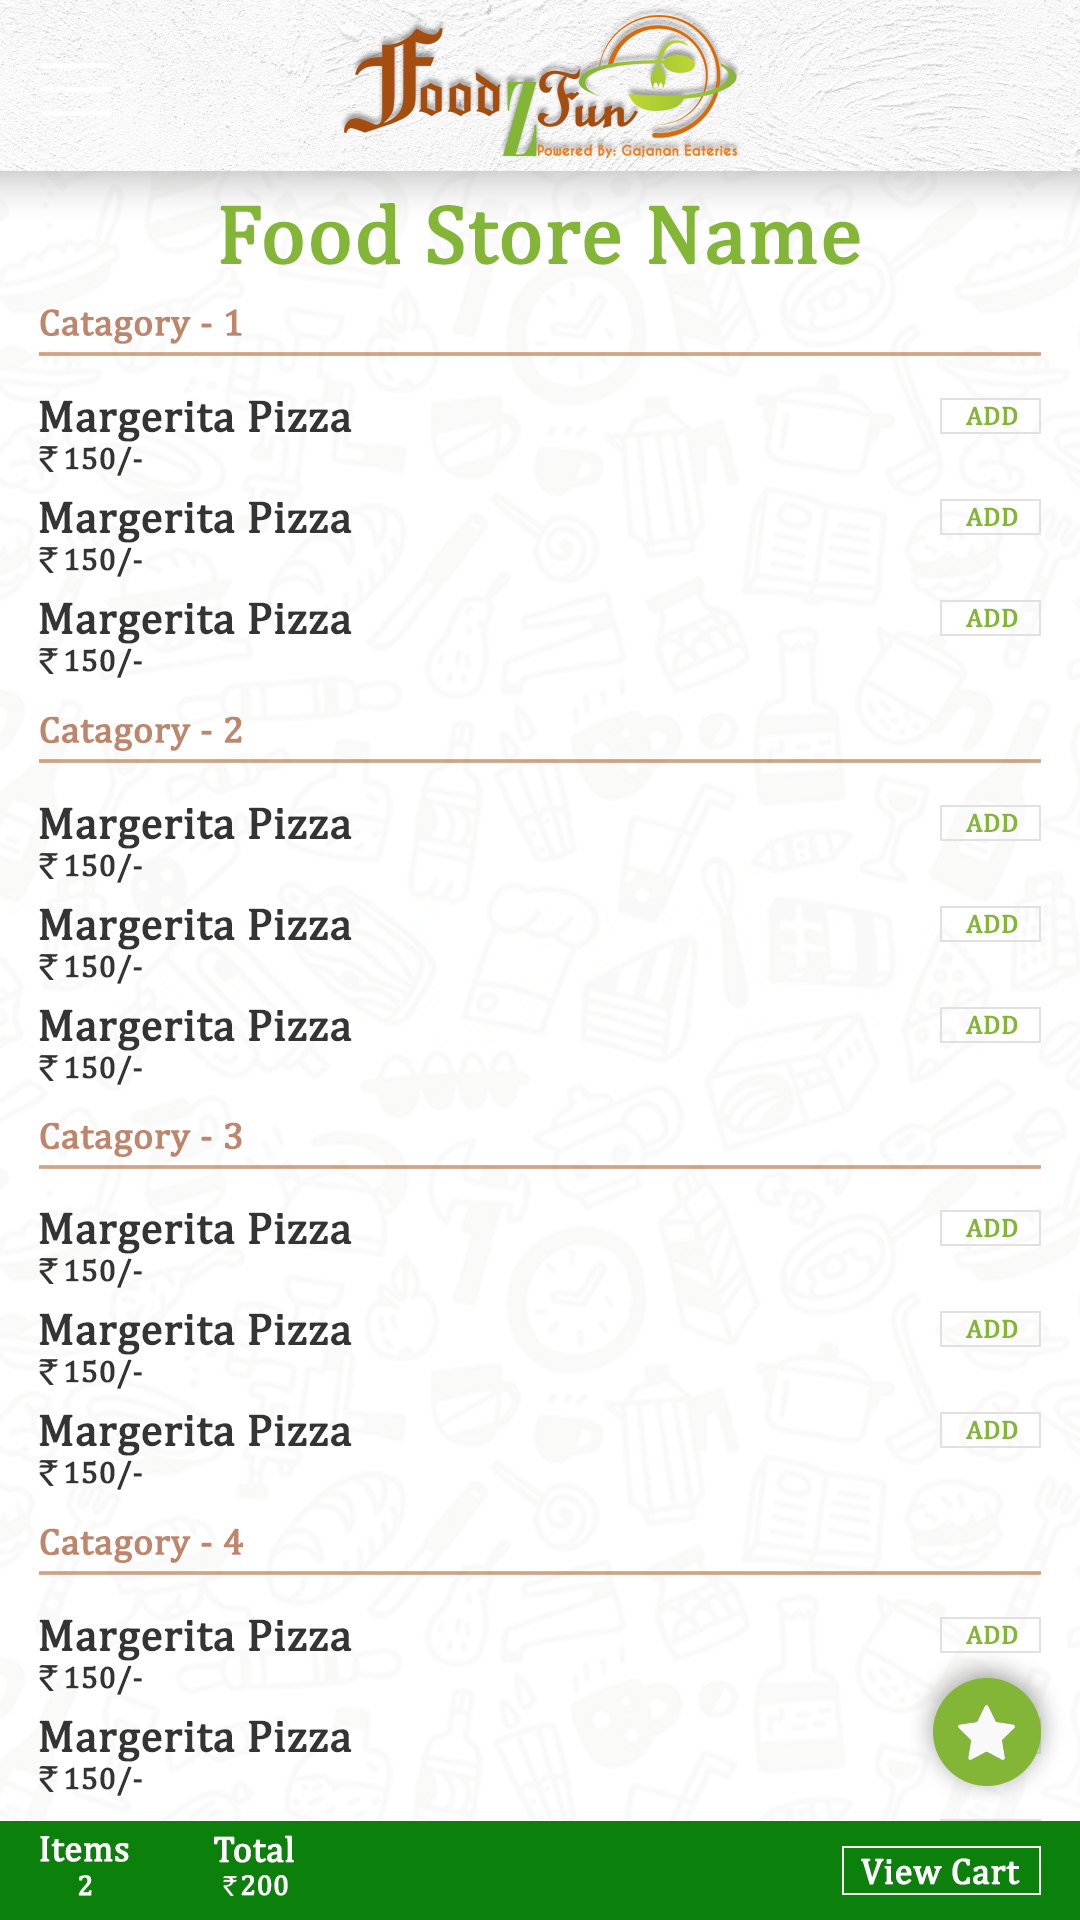 Food Z Fun
Powered By: Gajanan Eateries
Food Store Name
Catagory - 1
Margerita Pizza ADD
₹150/-
Margerita Pizza ADD
₹150/-
Margerita Pizza ADD
₹150/-
Catagory - 2
Margerita Pizza ADD
₹150/-
Margerita Pizza ADD
₹150/-
Margerita Pizza ADD
₹150/-
Catagory - 3
Margerita Pizza ADD
₹150/-
Margerita Pizza ADD
₹150/-
Margerita Pizza ADD
₹150/-
Catagory - 4
Margerita Pizza ADD
₹150/-
Margerita Pizza
₹150/-
Items Total View Cart
2 ₹200